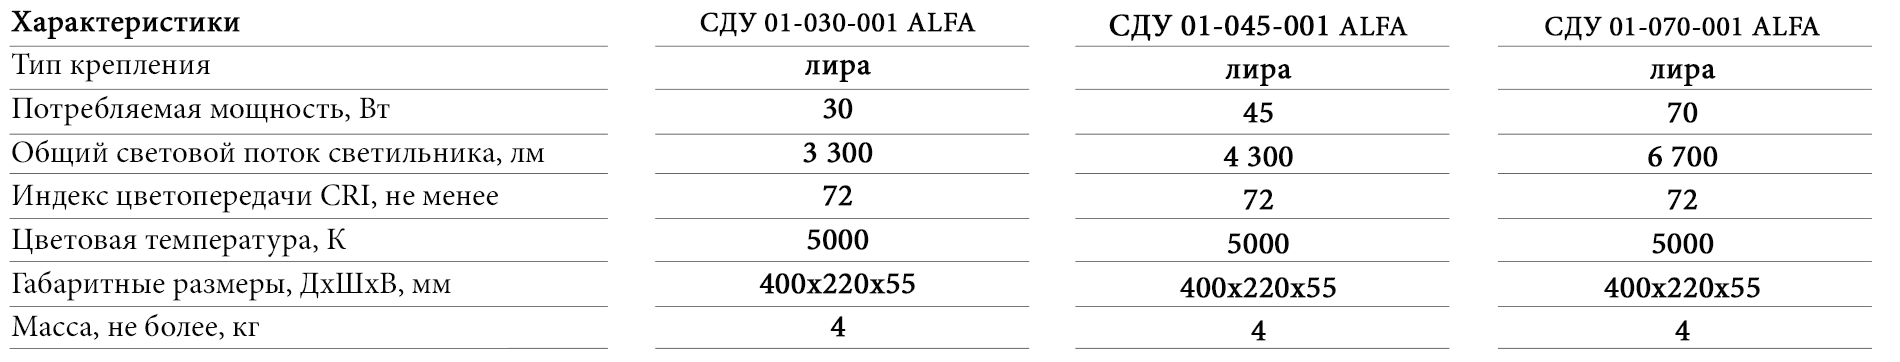 Характеристики СДУ 01-030-001 ALFA СДУ 01-045-001 ALFA СДУ 01-070-001 ALFA
Тип крепления лира лира лира
Потребляемая мощность, Вт 30 45 70
Общий световой поток светильника, лм 3 300 4 300 6 700
Индекс цветопередачи CRI, не менее 72 72 72
Цветовая температура, К 5000 5000 5000
Габаритные размеры, ДхШхВ, мм 400х220х55 400х220х55 400х220х55
Масса, не более, кг 4 4 4